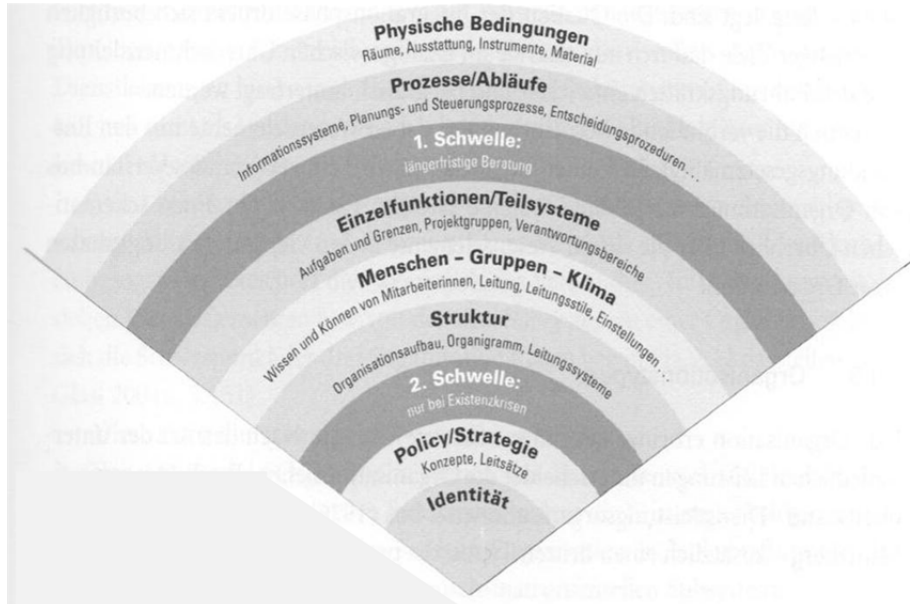 Physische Bedingungen
Räume, Ausstattung, Instrumente, Material
Prozesse/Abläufe
Informationssysteme, Planungs- und Steuerungsprozesse, Entscheidungsprozeduren...
1. Schwelle:
längerfristige Beratung
Einzelfunktionen/Teilsysteme
Aufgaben und Grenzen, Projektgruppen, Verantwortungsbereiche
Menschen – Gruppen – Klima
Wissen und Können von Mitarbeiterinnen, Leitung, Leitungsstile, Einstellungen...
Struktur
Organisationsaufbau, Organigramm, Leitungssysteme
2. Schwelle:
nur bei Existenzkrisen
Policy/Strategie
Konzepte, Leitsätze
Identität